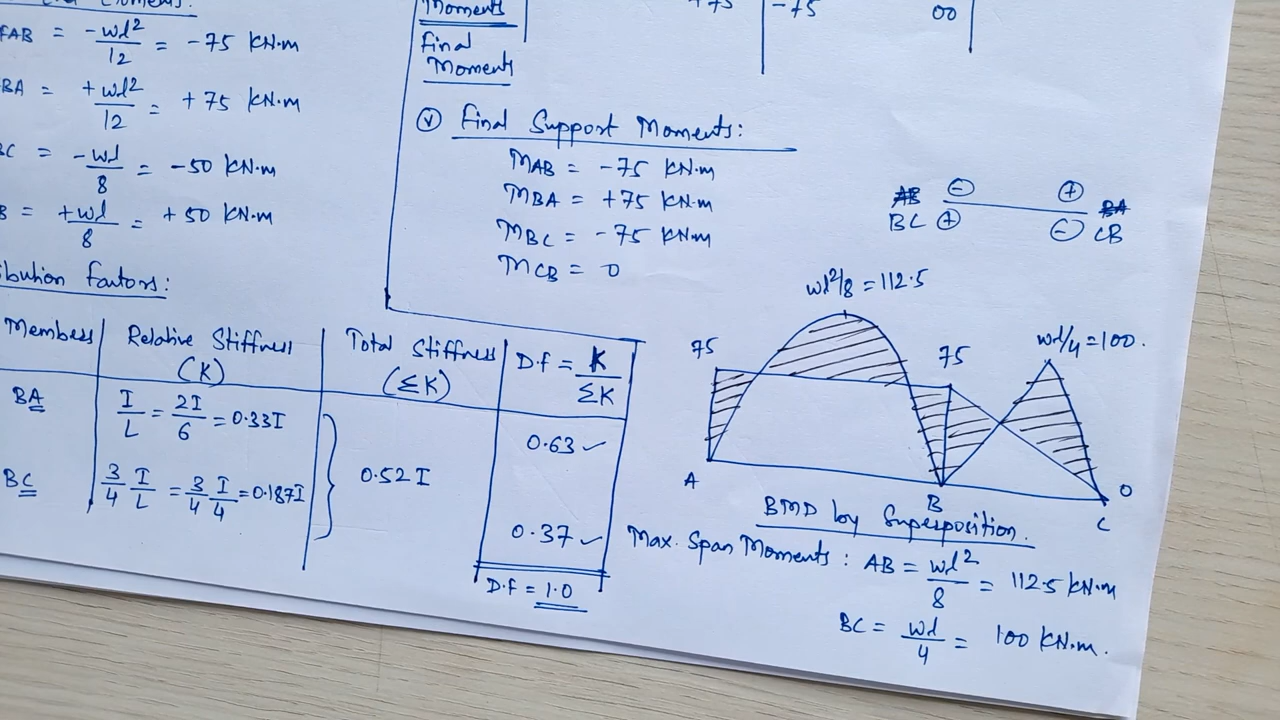 FAB = -wl²/12 = -75 KN·m
BA = +wl²/12 = +75 KN·m
BC = -wl/8 = -50 KN·m
B = +wl/8 = +50 KN·m
ibution Factors:
Members
Relative Stiffness (K)
Total Stiffness (ΣK)
D.f = K/ΣK
BA
I/L = 2I/6 = 0.33I
0.52 I
0.63 ✓
BC
3/4 I/L = 3/4 I/4 = 0.187I
0.37 ✓
D.f = 1.0
Moments
+75
-75
00
Final
Moments
(v) Final Support Moments:
MAB = -75 KN·m
MBA = +75 KN·m
MBC = -75 KN·m
MCB = 0
AB - + BA
BC + - CB
wl²/8 = 112.5
75
75
wl/4 = 100.
A
B
C
0
BMD by Superposition.
Max. Span Moments : AB = wl²/8 = 112.5 KN·m
BC = wl/4 = 100 KN·m.